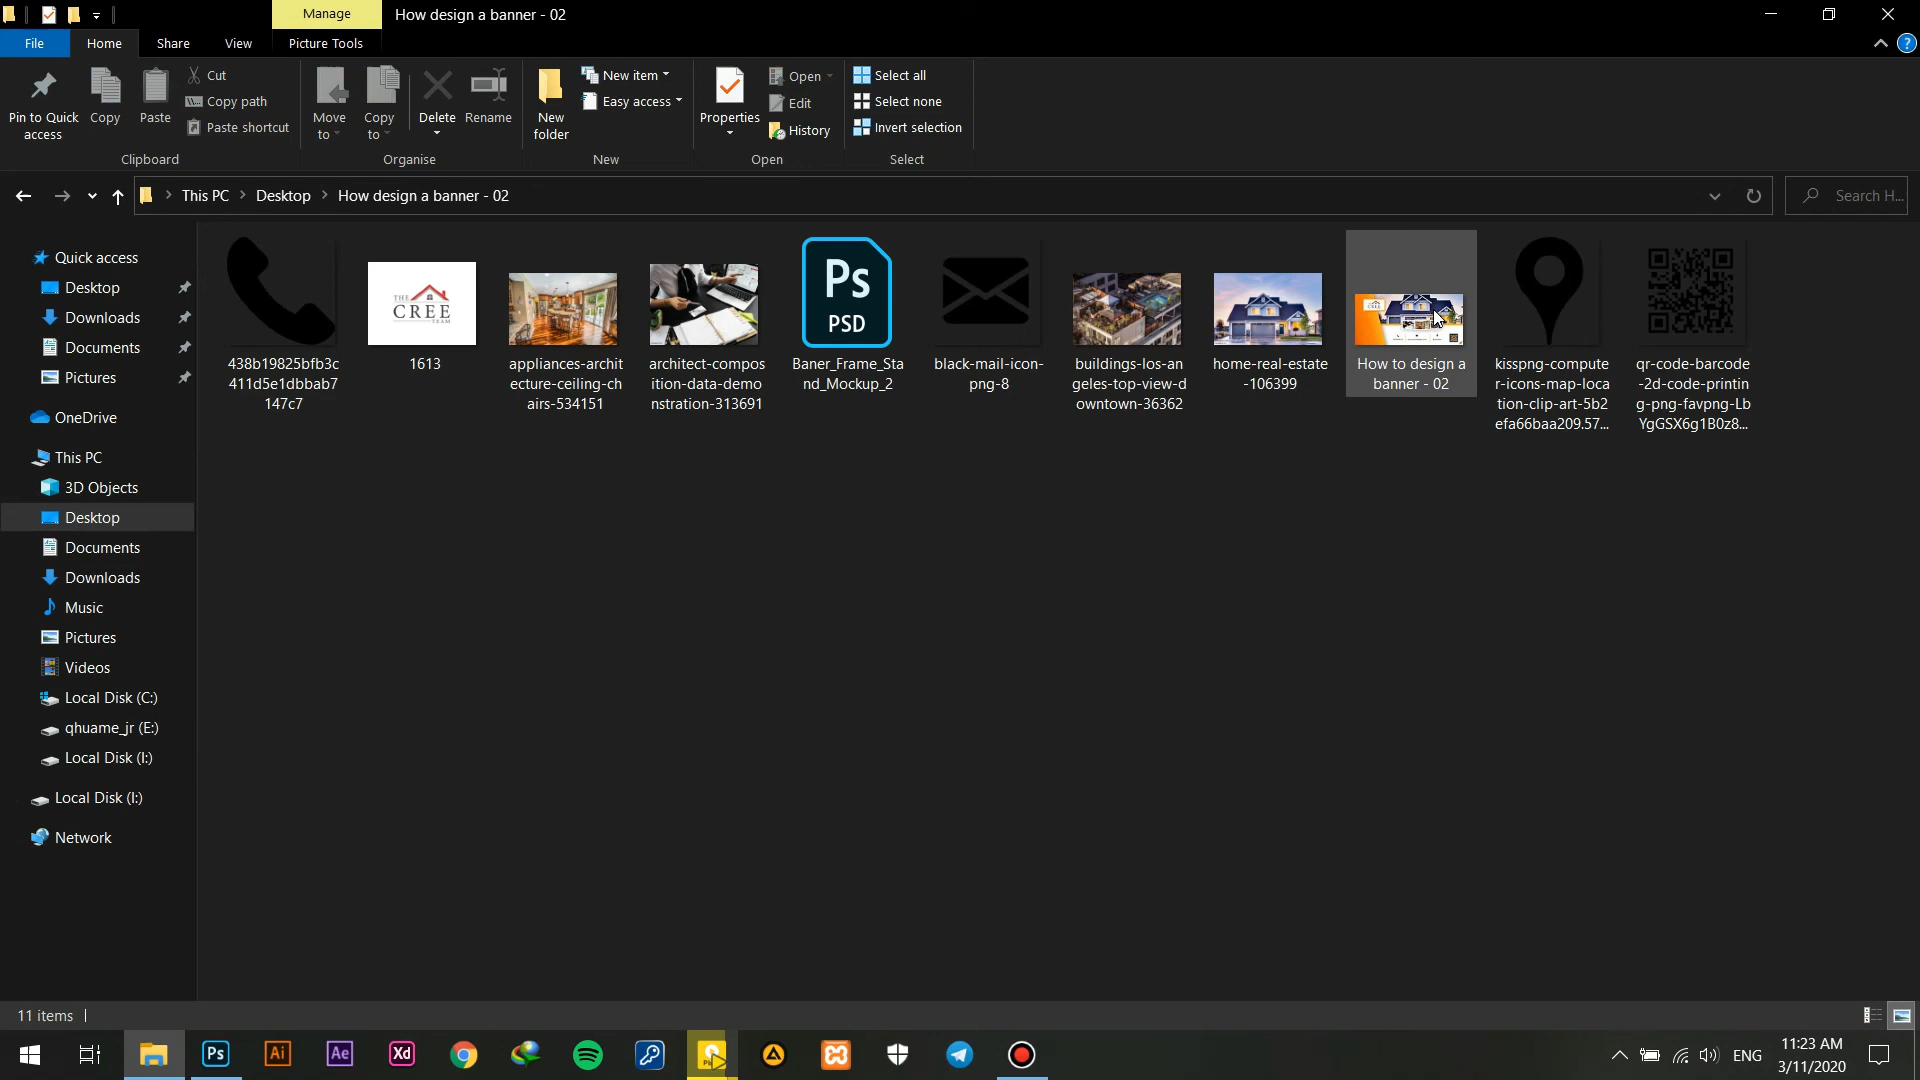 Manage
How design a banner - 02
File
Home
Share
View
Picture Tools
Pin to Quick
access
Copy
Paste
Cut
Copy path
Paste shortcut
Clipboard
Move
to
Copy
to
Delete
Rename
Organise
New
folder
New item
Easy access
New
Properties
Open
Edit
History
Open
Select all
Select none
Invert selection
Select
This PC
Desktop
How design a banner - 02
Search H...
Quick access
Desktop
Downloads
Documents
Pictures
OneDrive
This PC
3D Objects
Desktop
Documents
Downloads
Music
Pictures
Videos
Local Disk (C:)
qhuame_jr (E:)
Local Disk (I:)
Local Disk (I:)
Network
438b19825bfb3c
411d5e1dbbab7
147c7
THE
CREE
TEAM
1613
appliances-archit
ecture-ceiling-ch
airs-534151
architect-compos
ition-data-demo
nstration-313691
Ps
PSD
Baner_Frame_Sta
nd_Mockup_2
black-mail-icon-
png-8
buildings-los-an
geles-top-view-d
owntown-36362
home-real-estate
-106399
How to design a
banner - 02
kisspng-compute
r-icons-map-loca
tion-clip-art-5b2
efa66baa209.57...
qr-code-barcode
-2d-code-printin
g-png-favpng-Lb
YgGSX6g1B0z8...
11 items
Ps
Ai
Ae
Xd
ENG
11:23 AM
3/11/2020